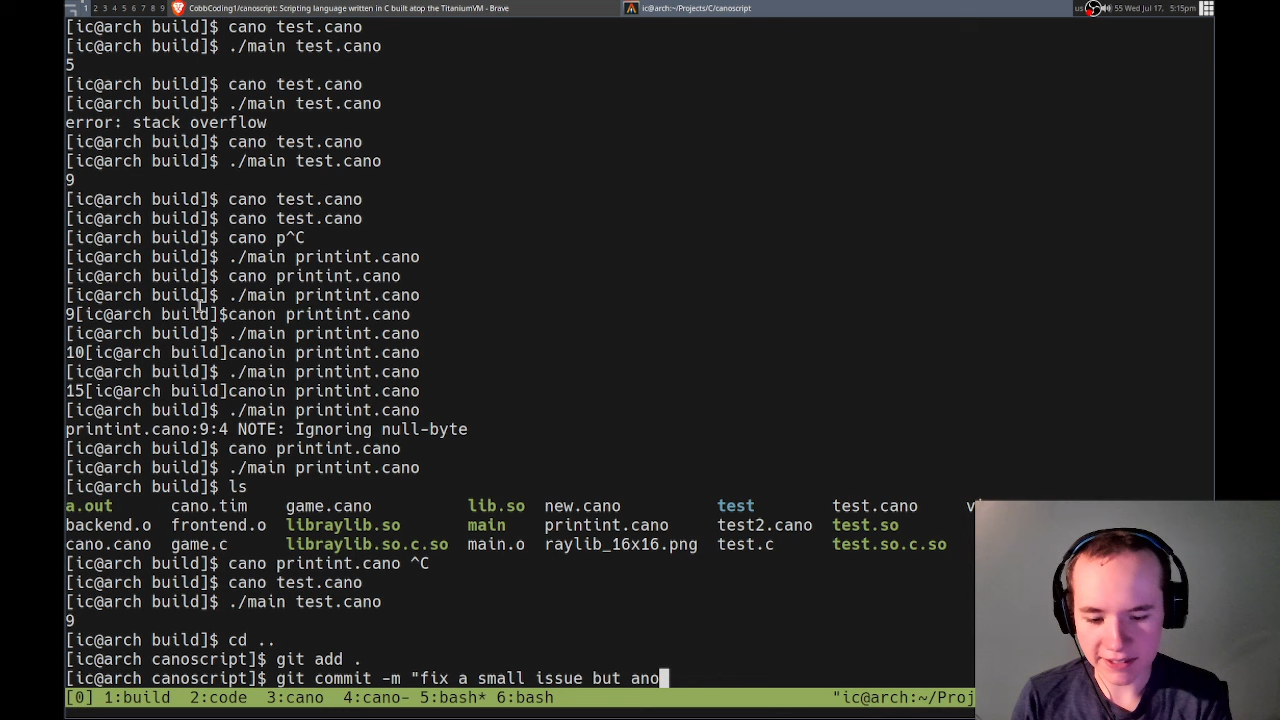 1 2 3 4 5 6 7 8 9 CobbCoding1/canoscript: Scripting language written in C built atop the TitaniumVM - Brave ic@arch:~/Projects/C/canoscript us 55 Wed Jul 17, 5:15pm
[ic@arch build]$ cano test.cano
[ic@arch build]$ ./main test.cano
5
[ic@arch build]$ cano test.cano
[ic@arch build]$ ./main test.cano
error: stack overflow
[ic@arch build]$ cano test.cano
[ic@arch build]$ ./main test.cano
9
[ic@arch build]$ cano test.cano
[ic@arch build]$ cano test.cano
[ic@arch build]$ cano p^C
[ic@arch build]$ ./main printint.cano
[ic@arch build]$ cano printint.cano
[ic@arch build]$ ./main printint.cano
9[ic@arch build]$canon printint.cano
[ic@arch build]$ ./main printint.cano
10[ic@arch build]canoin printint.cano
[ic@arch build]$ ./main printint.cano
15[ic@arch build]canoin printint.cano
[ic@arch build]$ ./main printint.cano
printint.cano:9:4 NOTE: Ignoring null-byte
[ic@arch build]$ cano printint.cano
[ic@arch build]$ ./main printint.cano
[ic@arch build]$ ls
a.out cano.tim game.cano lib.so new.cano test test.cano
backend.o frontend.o libraylib.so main printint.cano test2.cano test.so
cano.cano game.c libraylib.so.c.so main.o raylib_16x16.png test.c test.so.c.so
[ic@arch build]$ cano printint.cano ^C
[ic@arch build]$ cano test.cano
[ic@arch build]$ ./main test.cano
9
[ic@arch build]$ cd ..
[ic@arch canoscript]$ git add .
[ic@arch canoscript]$ git commit -m "fix a small issue but ano
[0] 1:build 2:code 3:cano 4:cano- 5:bash* 6:bash "ic@arch:~/Proj